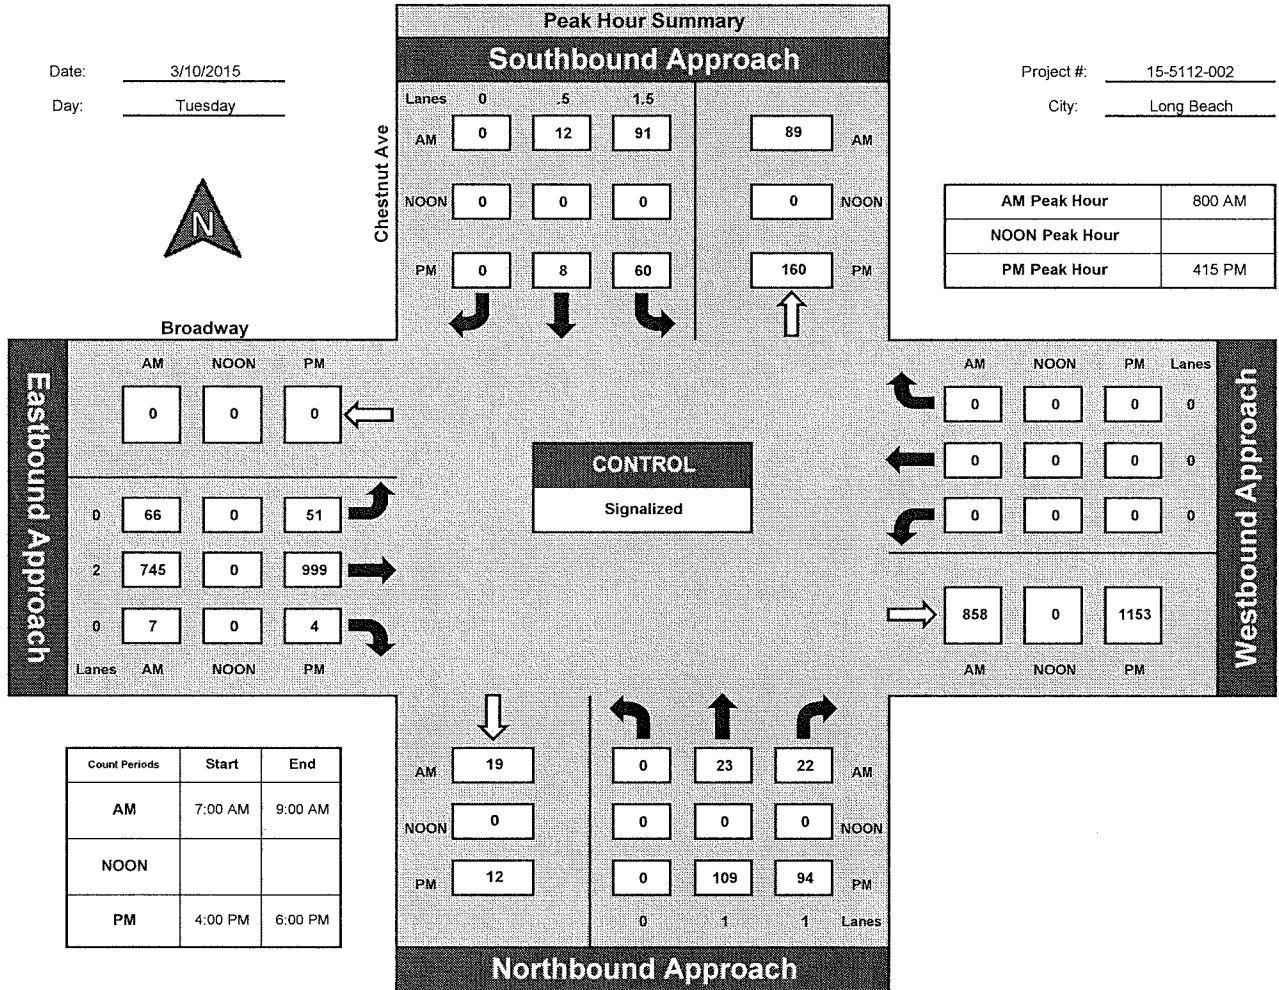 Peak Hour Summary
Southbound Approach
Date: 3/10/2015
Day: Tuesday
Project #: 15-5112-002
City: Long Beach
N
Chestnut Ave
Lanes 0 .5 1.5
AM 0 12 91 89 AM
NOON 0 0 0 0 NOON
PM 0 8 60 160 PM
AM Peak Hour 800 AM
NOON Peak Hour
PM Peak Hour 415 PM
Broadway
Eastbound Approach
AM NOON PM
0 0 0
0 66 0 51
2 745 0 999
0 7 0 4
Lanes AM NOON PM
CONTROL
Signalized
AM NOON PM Lanes
0 0 0 0
0 0 0 0
0 0 0 0
858 0 1153
AM NOON PM
Westbound Approach
Count Periods Start End
AM 7:00 AM 9:00 AM
NOON
PM 4:00 PM 6:00 PM
AM 19 0 23 22 AM
NOON 0 0 0 0 NOON
PM 12 0 109 94 PM
0 1 1 Lanes
Northbound Approach